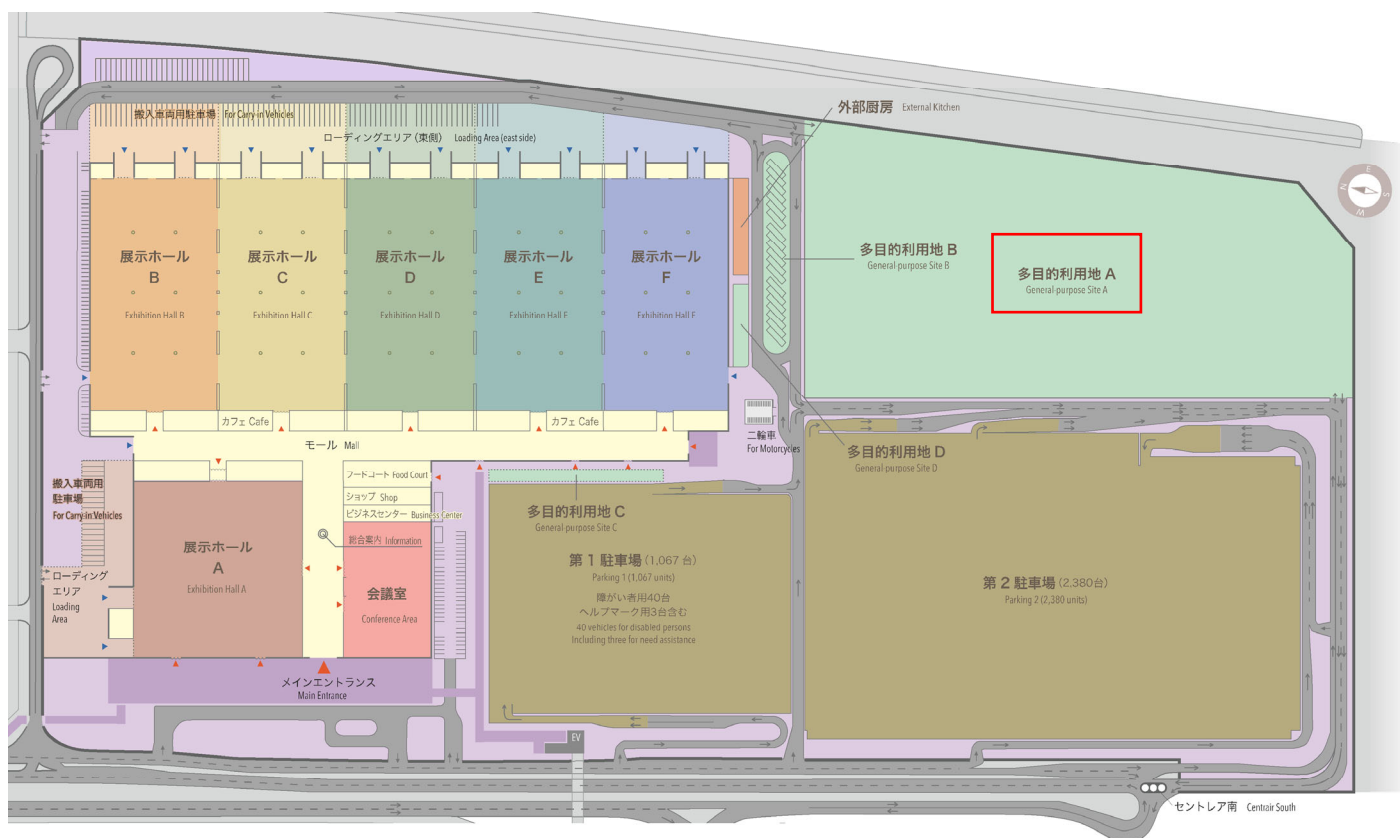 外部厨房 External Kitchen
搬入車両用駐車場 For Carry-in Vehicles
ローディングエリア（東側） Loading Area (east side)
E
N
S
W
展示ホール
B
Exhibition Hall B
展示ホール
C
Exhibition Hall C
展示ホール
D
Exhibition Hall D
展示ホール
E
Exhibition Hall E
展示ホール
F
Exhibition Hall F
多目的利用地 B
General-purpose Site B
多目的利用地 A
General-purpose Site A
カフェ Cafe
カフェ Cafe
モール Mall
二輪車
For Motorcycles
多目的利用地 D
General-purpose Site D
搬入車両用
駐車場
For Carry-in Vehicles
フードコート Food Court
ショップ Shop
ビジネスセンター Business Center
総合案内 Information
多目的利用地 C
General-purpose Site C
展示ホール
A
Exhibition Hall A
ローディング
エリア
Loading
Area
会議室
Conference Area
第 1 駐車場 (1,067 台)
Parking 1 (1,067 units)
障がい者用40台
ヘルプマーク用3台含む
40 vehicles for disabled persons
Including three for need assistance
第 2 駐車場 (2,380台)
Parking 2 (2,380 units)
メインエントランス
Main Entrance
EV
セントレア南 Centrair South